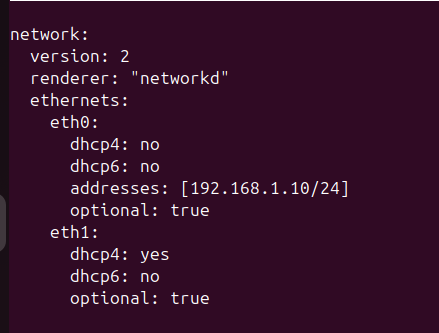 network:
  version: 2
  renderer: "networkd"
  ethernets:
    eth0:
      dhcp4: no
      dhcp6: no
      addresses: [192.168.1.10/24]
      optional: true
    eth1:
      dhcp4: yes
      dhcp6: no
      optional: true